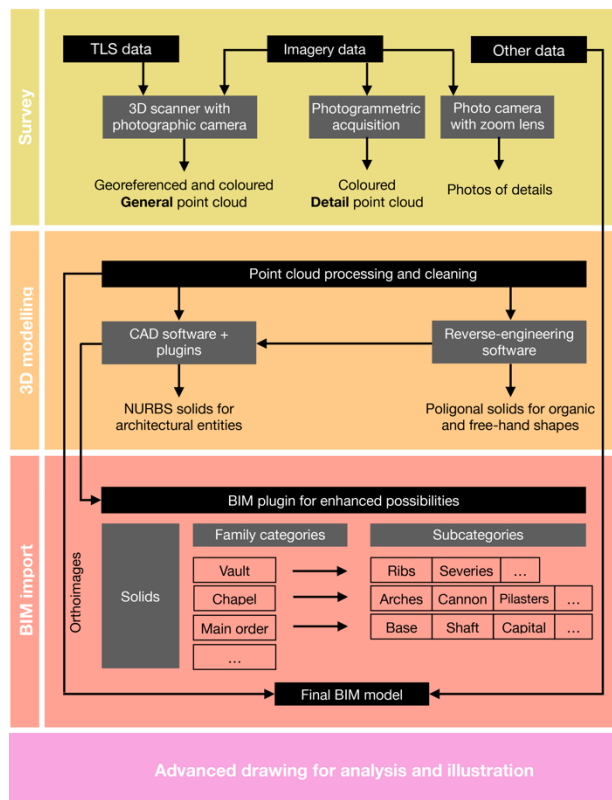 Survey
TLS data
Imagery data
Other data
3D scanner with
photographic camera
Photogrammetric
acquisition
Photo camera
with zoom lens
Georeferenced and coloured
General point cloud
Coloured
Detail point cloud
Photos of details
3D modelling
Point cloud processing and cleaning
CAD software +
plugins
Reverse-engineering
software
NURBS solids for
architectural entities
Poligonal solids for organic
and free-hand shapes
BIM import
Orthoimages
BIM plugin for enhanced possibilities
Solids
Family categories
Subcategories
Vault
Ribs
Severies
...
Chapel
Arches
Cannon
Pilasters
...
Main order
Base
Shaft
Capital
...
...
Final BIM model
Advanced drawing for analysis and illustration